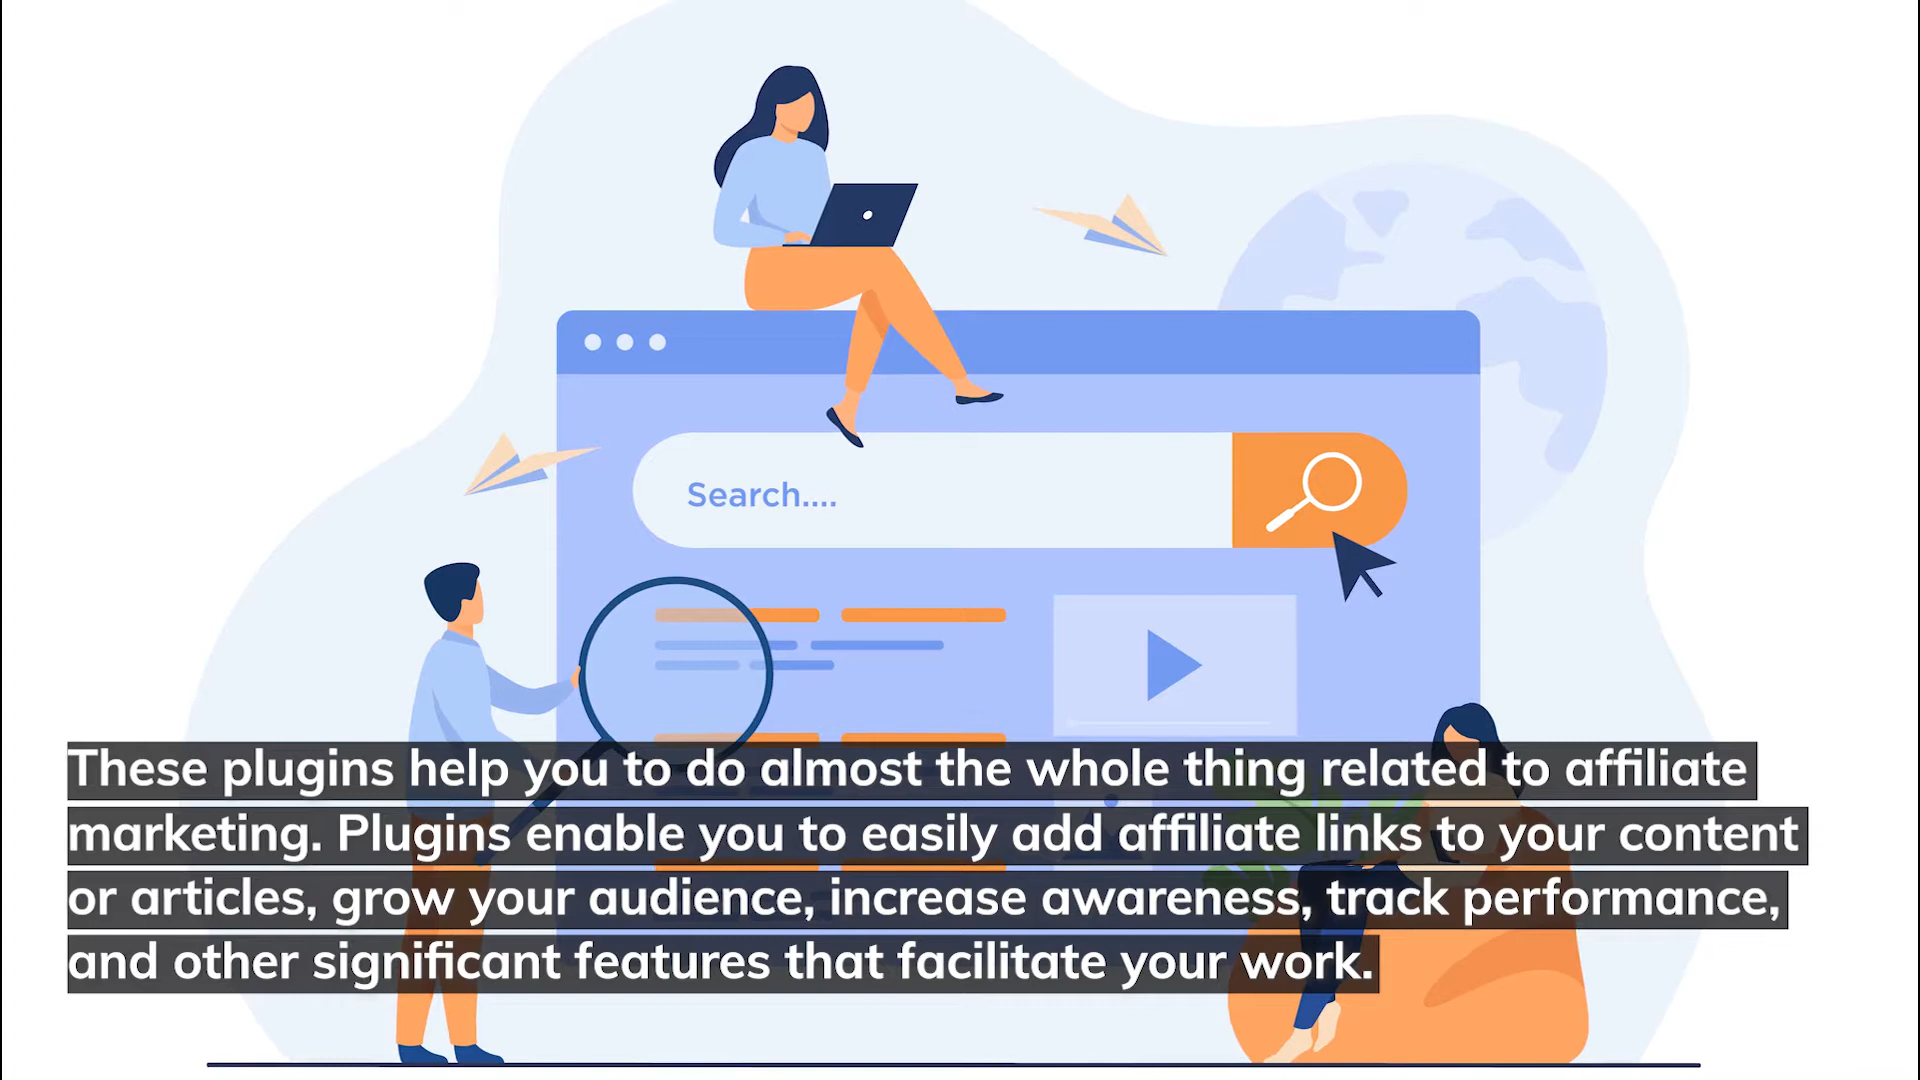 Search....
These plugins help you to do almost the whole thing related to affiliate
marketing. Plugins enable you to easily add affiliate links to your content
or articles, grow your audience, increase awareness, track performance,
and other significant features that facilitate your work.